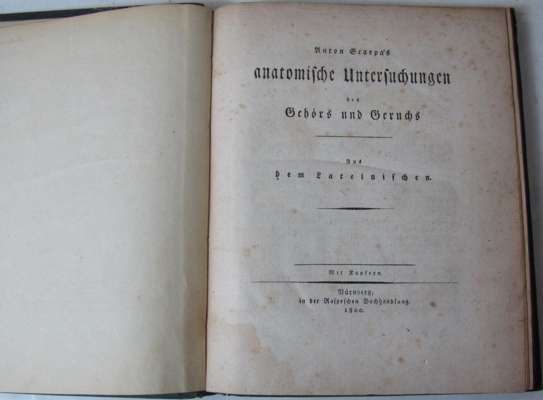 Anton Scarpa's
anatomische Untersuchungen
des
Gehörs und Geruchs
Aus
dem Lateinischen.
Mit Kupfern
Nürnberg,
in der Raspeschen Buchhandlung
1800.